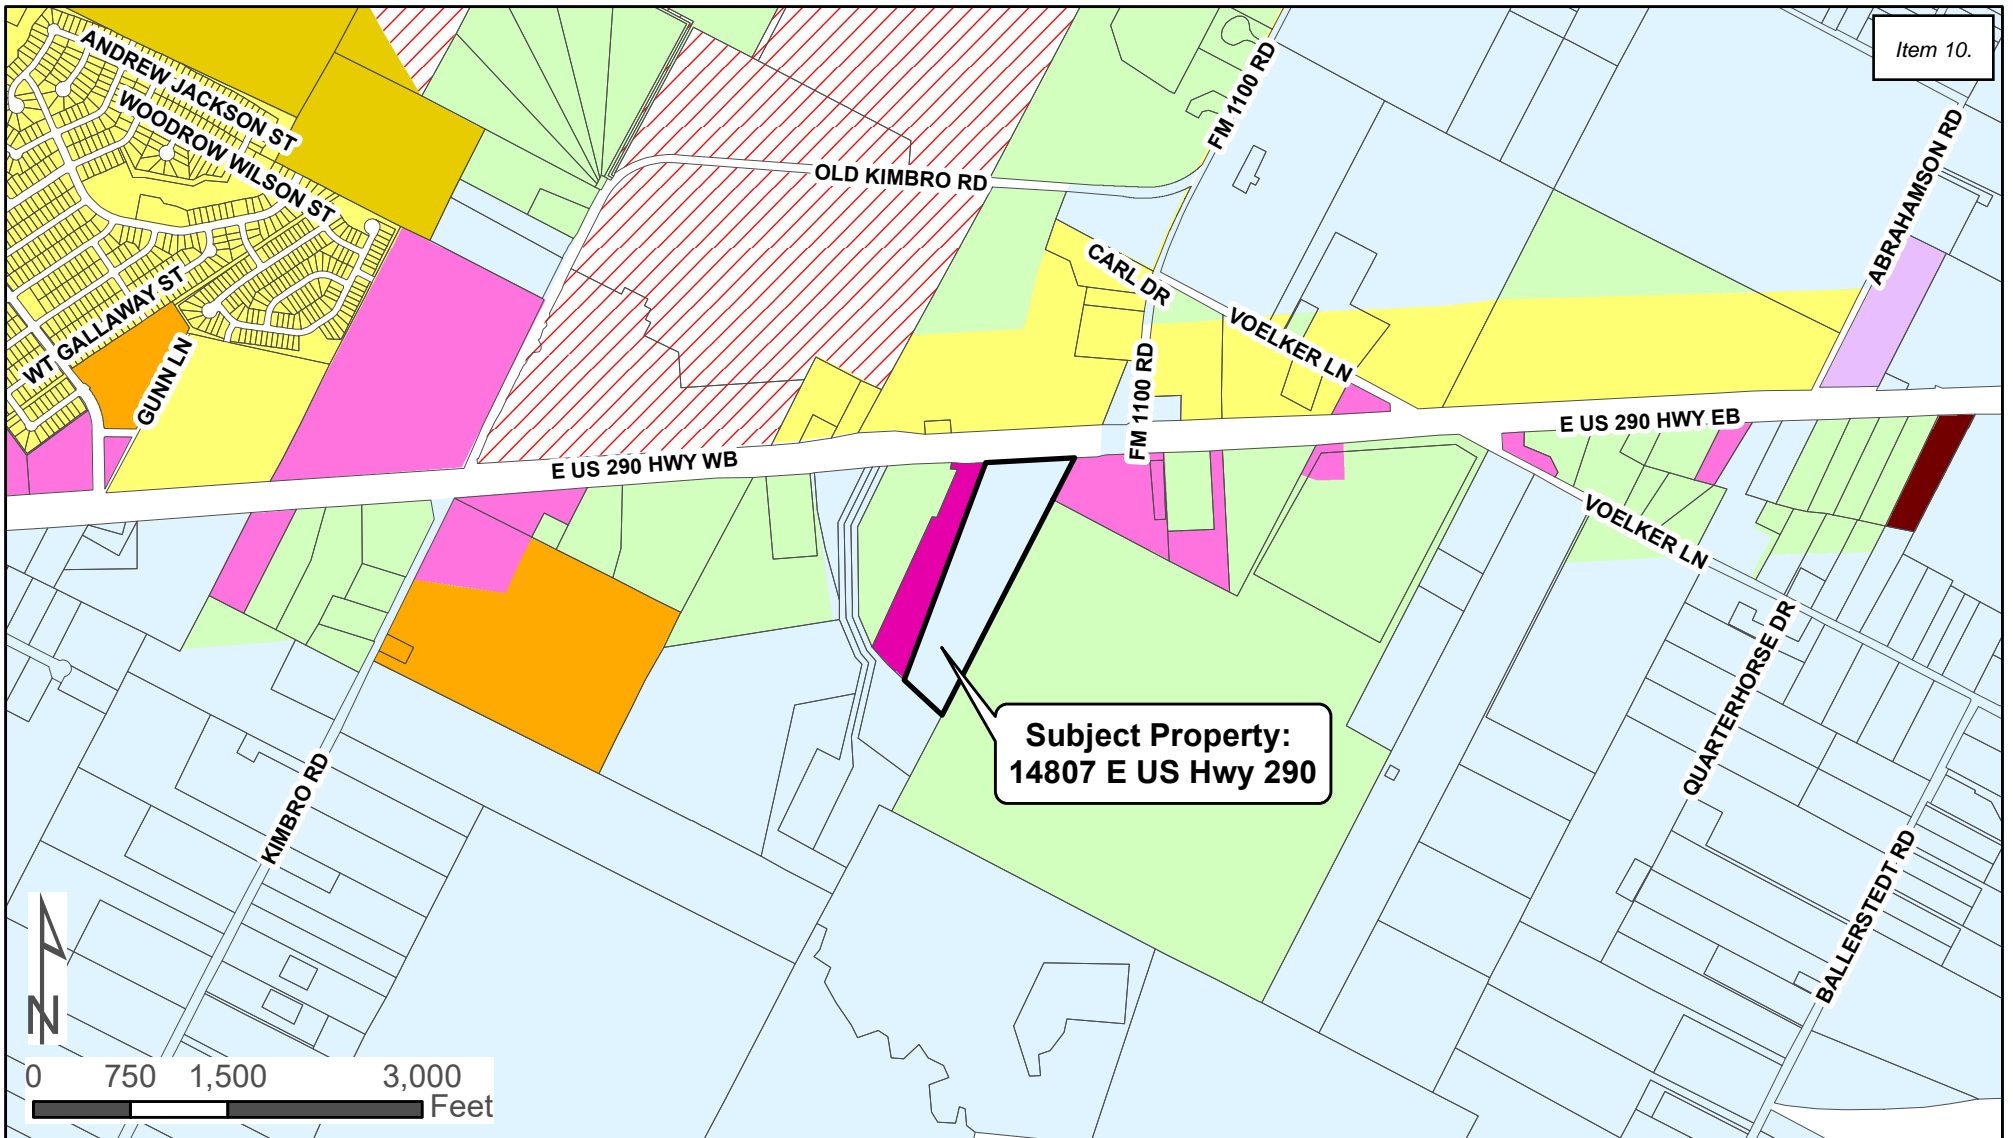 Item 10.
ANDREW JACKSON ST
WOODROW WILSON ST
FM 1100 RD
OLD KIMBRO RD
ABRAHAMSON RD
CARL DR
WT GALLAWAY ST
GUNN LN
VOELKER LN
FM 1100 RD
E US 290 HWY EB
E US 290 HWY WB
VOELKER LN
QUARTERHORSE DR
Subject Property:
14807 E US Hwy 290
KIMBRO RD
BALLERSTEDT RD
N
0 750 1,500 3,000
Feet